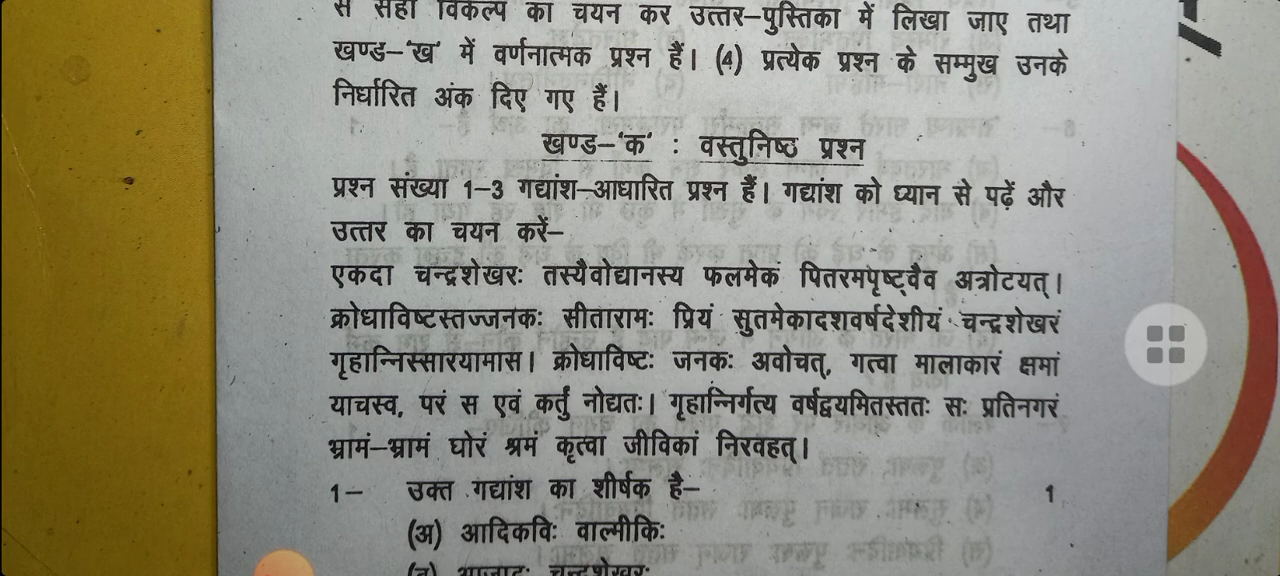 से सही विकल्प का चयन कर उत्तर-पुस्तिका में लिखा जाए तथा
खण्ड-'ख' में वर्णनात्मक प्रश्न हैं। (4) प्रत्येक प्रश्न के सम्मुख उनके
निर्धारित अंक दिए गए हैं।
खण्ड-'क' : वस्तुनिष्ठ प्रश्न
प्रश्न संख्या 1-3 गद्यांश-आधारित प्रश्न हैं। गद्यांश को ध्यान से पढ़ें और
उत्तर का चयन करें-
एकदा चन्द्रशेखरः तस्यैवोद्यानस्य फलमेक पितरमपृष्ट्वैव अत्रोटयत्।
क्रोधाविष्टस्तज्जनकः सीतारामः प्रियं सुतमेकादशवर्षदेशीयं चन्द्रशेखरं
गृहान्निस्सारयामास। क्रोधाविष्टः जनकः अवोचत्, गत्वा मालाकारं क्षमां
याचस्व, परं स एवं कर्तुं नोद्यतः। गृहान्निर्गत्य वर्षद्वयमितस्ततः सः प्रतिनगरं
भ्रामं-भ्रामं घोरं श्रमं कृत्वा जीविकां निरवहत्।
1- उक्त गद्यांश का शीर्षक है- 1
(अ) आदिकविः वाल्मीकिः
(ब) आजादः चन्द्रशेखरः